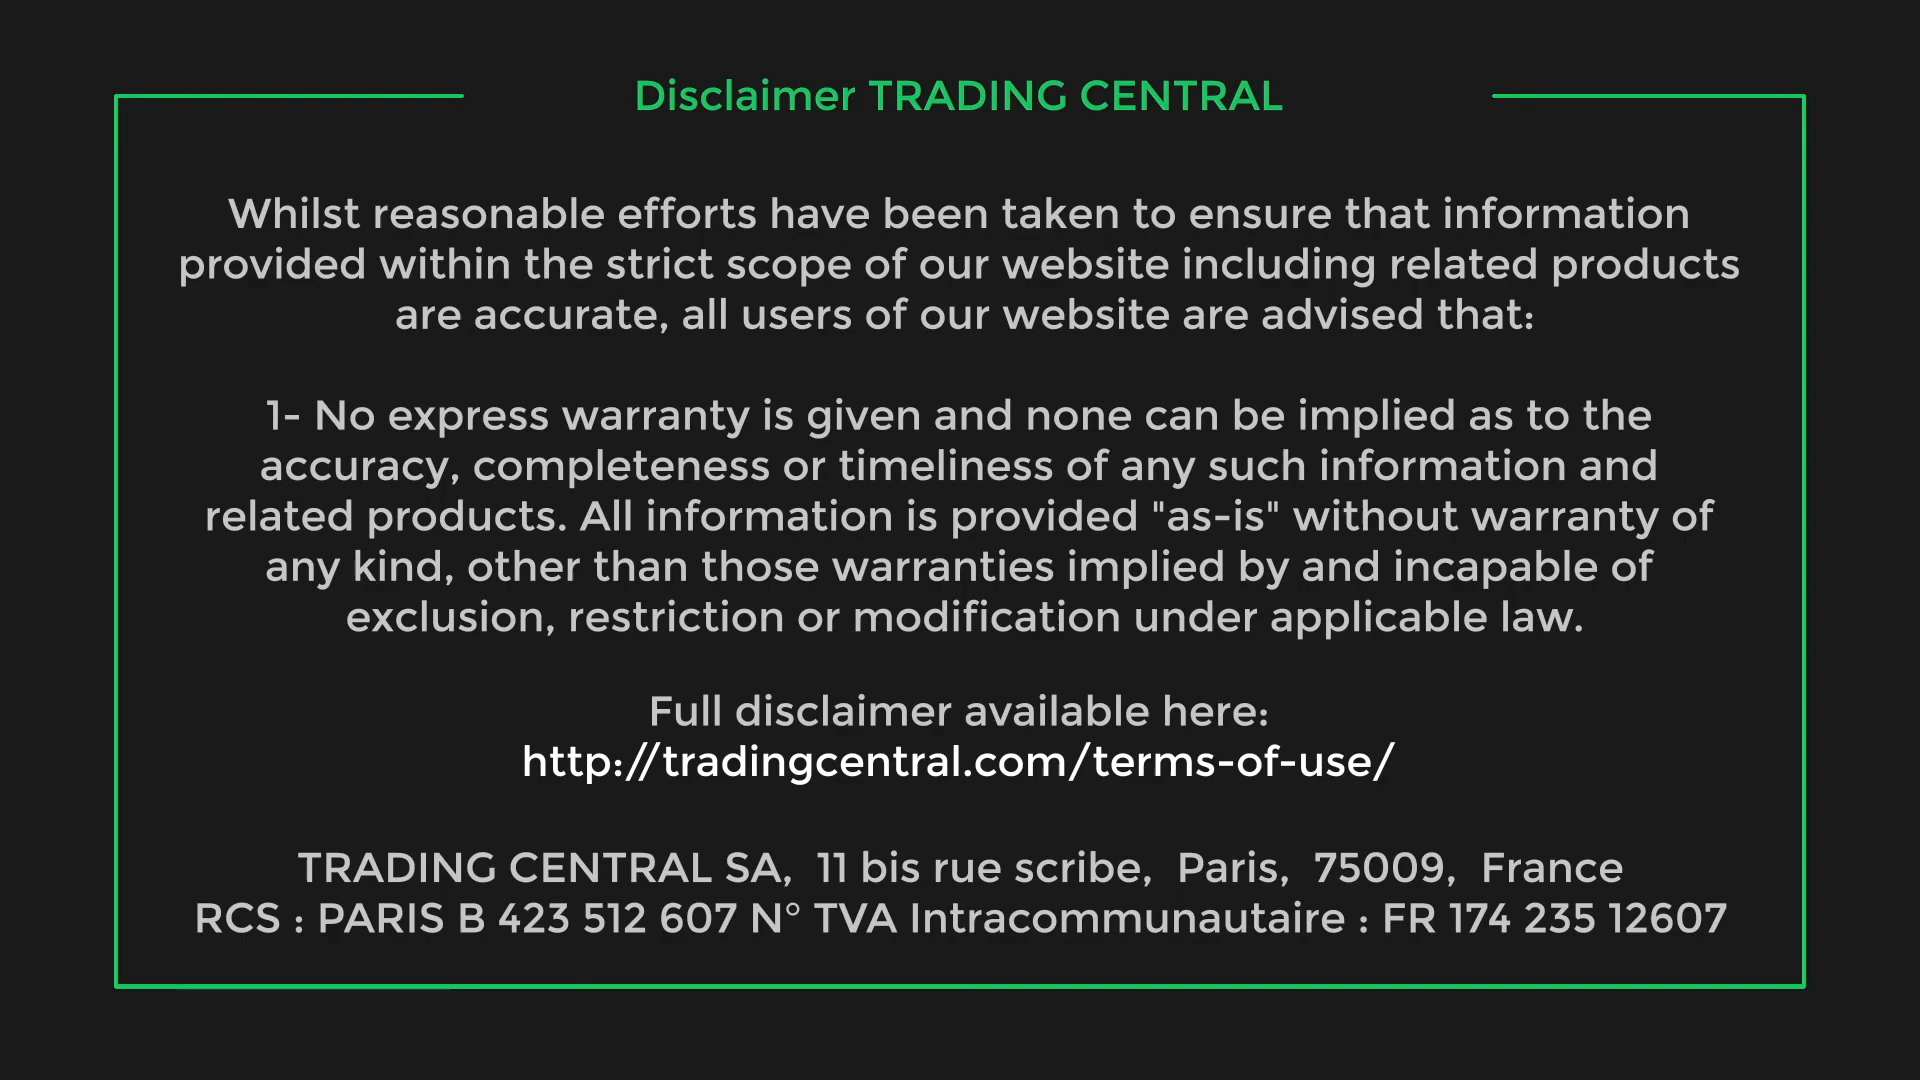 Disclaimer TRADING CENTRAL
Whilst reasonable efforts have been taken to ensure that information
provided within the strict scope of our website including related products
are accurate, all users of our website are advised that:
1- No express warranty is given and none can be implied as to the
accuracy, completeness or timeliness of any such information and
related products. All information is provided "as-is" without warranty of
any kind, other than those warranties implied by and incapable of
exclusion, restriction or modification under applicable law.
Full disclaimer available here:
http://tradingcentral.com/terms-of-use/
TRADING CENTRAL SA, 11 bis rue scribe, Paris, 75009, France
RCS : PARIS B 423 512 607 N° TVA Intracommunautaire : FR 174 235 12607